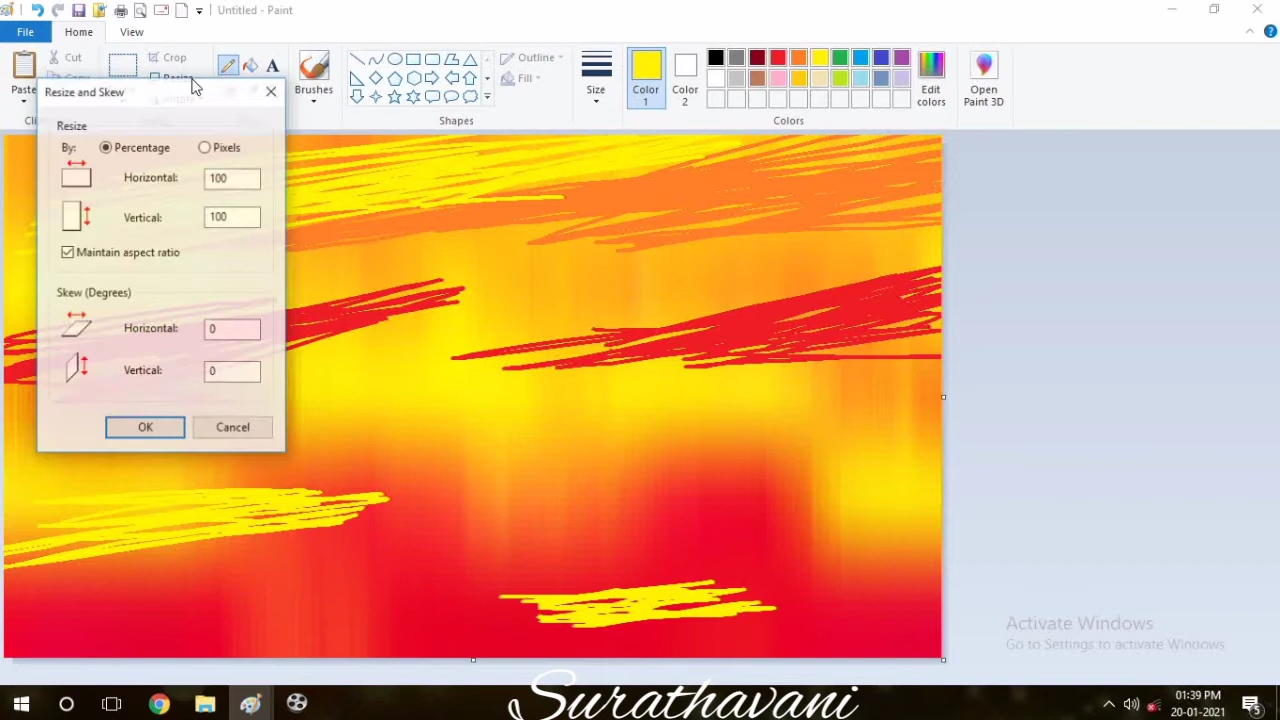 Untitled - Paint
File
Home
View
Cut
Crop
Paste
Brushes
Outline
Fill
Shapes
Size
Color
1
Color
2
Edit
colors
Colors
Open
Paint 3D
Resize and Skew
Resize
By:
Percentage
Pixels
Horizontal:
100
Vertical:
100
Maintain aspect ratio
Skew (Degrees)
Horizontal:
0
Vertical:
0
OK
Cancel
Activate Windows
Go to Settings to activate Windows
Surathavani
01:39 PM
20-01-2021
5